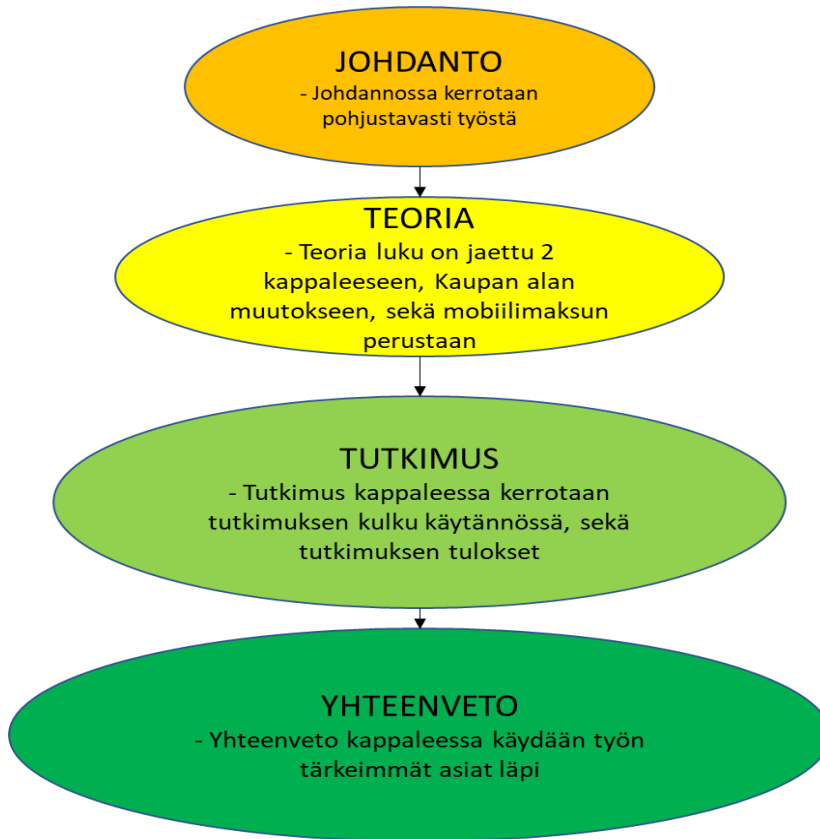 JOHDANTO
- Johdannossa kerrotaan
pohjustavasti työstä
TEORIA
- Teoria luku on jaettu 2
kappaleeseen, Kaupan alan
muutokseen, sekä mobiilimaksun
perustaan
TUTKIMUS
- Tutkimus kappaleessa kerrotaan
tutkimuksen kulku käytännössä, sekä
tutkimuksen tulokset
YHTEENVETO
- Yhteenveto kappaleessa käydään työn
tärkeimmät asiat läpi